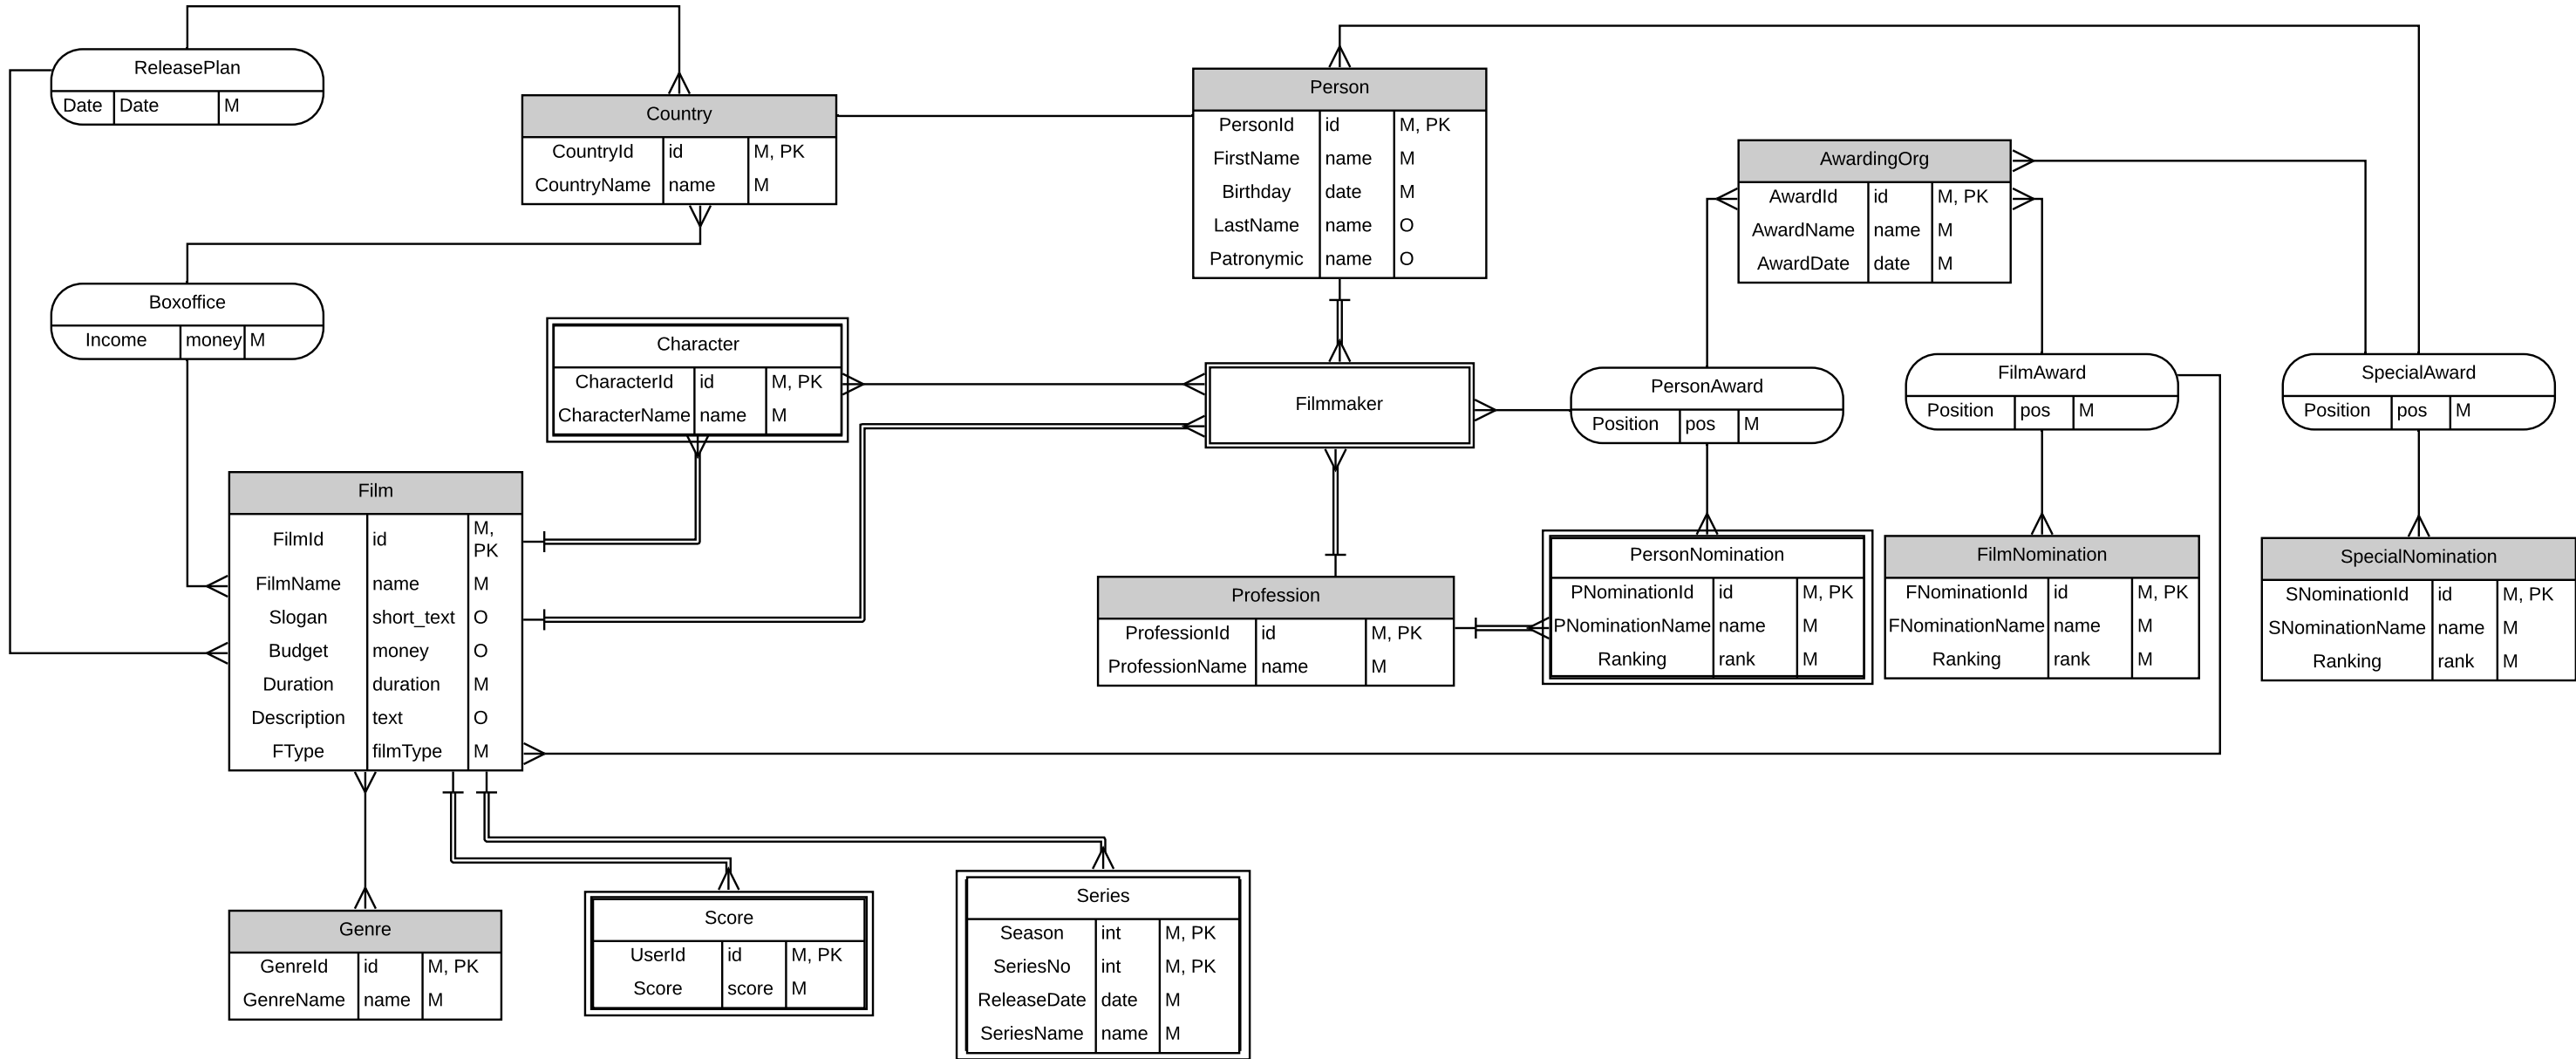 ReleasePlan
Date Date M
Country
CountryId id M, PK
CountryName name M
Person
PersonId id M, PK
FirstName name M
Birthday date M
LastName name O
Patronymic name O
AwardingOrg
AwardId id M, PK
AwardName name M
AwardDate date M
Boxoffice
Income money M
Character
CharacterId id M, PK
CharacterName name M
Filmmaker
PersonAward
Position pos M
FilmAward
Position pos M
SpecialAward
Position pos M
Film
FilmId id M,
PK
FilmName name M
Slogan short_text O
Budget money O
Duration duration M
Description text O
FType filmType M
Profession
ProfessionId id M, PK
ProfessionName name M
PersonNomination
PNominationId id M, PK
PNominationName name M
Ranking rank M
FilmNomination
FNominationId id M, PK
FNominationName name M
Ranking rank M
SpecialNomination
SNominationId id M, PK
SNominationName name M
Ranking rank M
Genre
GenreId id M, PK
GenreName name M
Score
UserId id M, PK
Score score M
Series
Season int M, PK
SeriesNo int M, PK
ReleaseDate date M
SeriesName name M